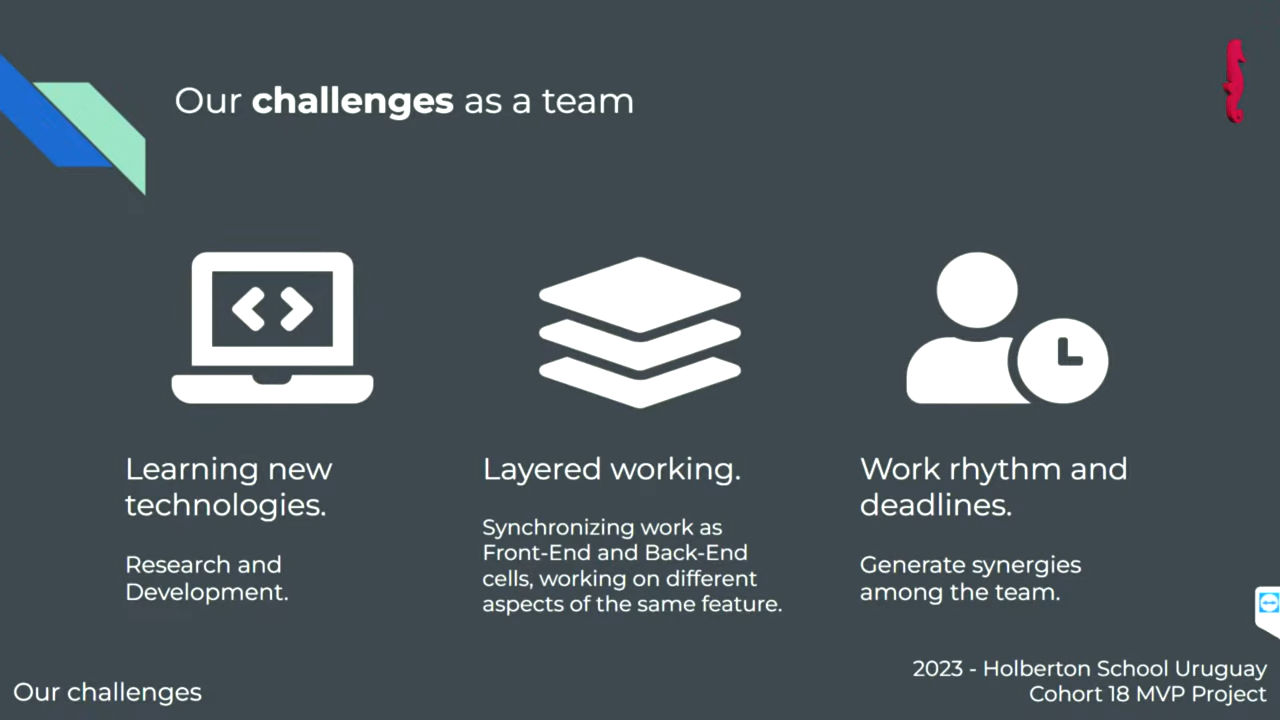 Our challenges as a team
Learning new
technologies.
Research and
Development.
Layered working.
Synchronizing work as
Front-End and Back-End
cells, working on different
aspects of the same feature.
Work rhythm and
deadlines.
Generate synergies
among the team.
Our challenges
2023 - Holberton School Uruguay
Cohort 18 MVP Project